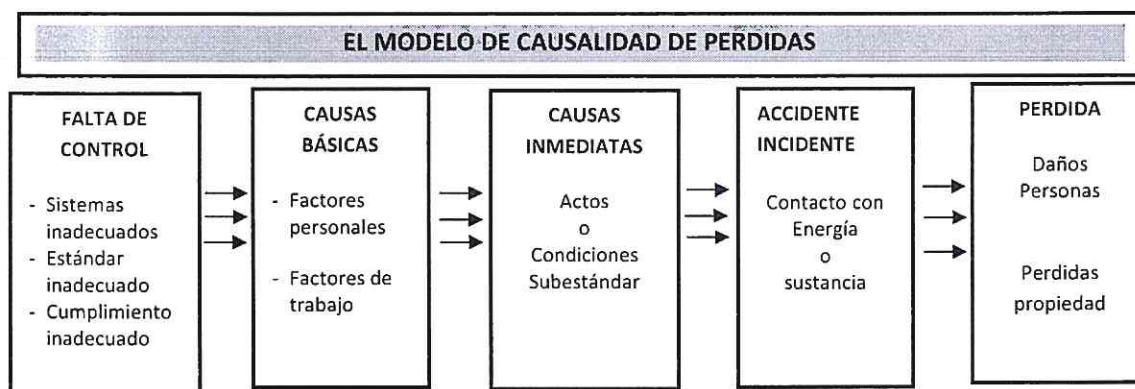 EL MODELO DE CAUSALIDAD DE PERDIDAS
FALTA DE
CONTROL
- Sistemas
inadecuados
- Estándar
inadecuado
- Cumplimiento
inadecuado
CAUSAS
BÁSICAS
- Factores
personales
- Factores de
trabajo
CAUSAS
INMEDIATAS
Actos
o
Condiciones
Subestándar
ACCIDENTE
INCIDENTE
Contacto con
Energía
o
sustancia
PERDIDA
Daños
Personas
Perdidas
propiedad